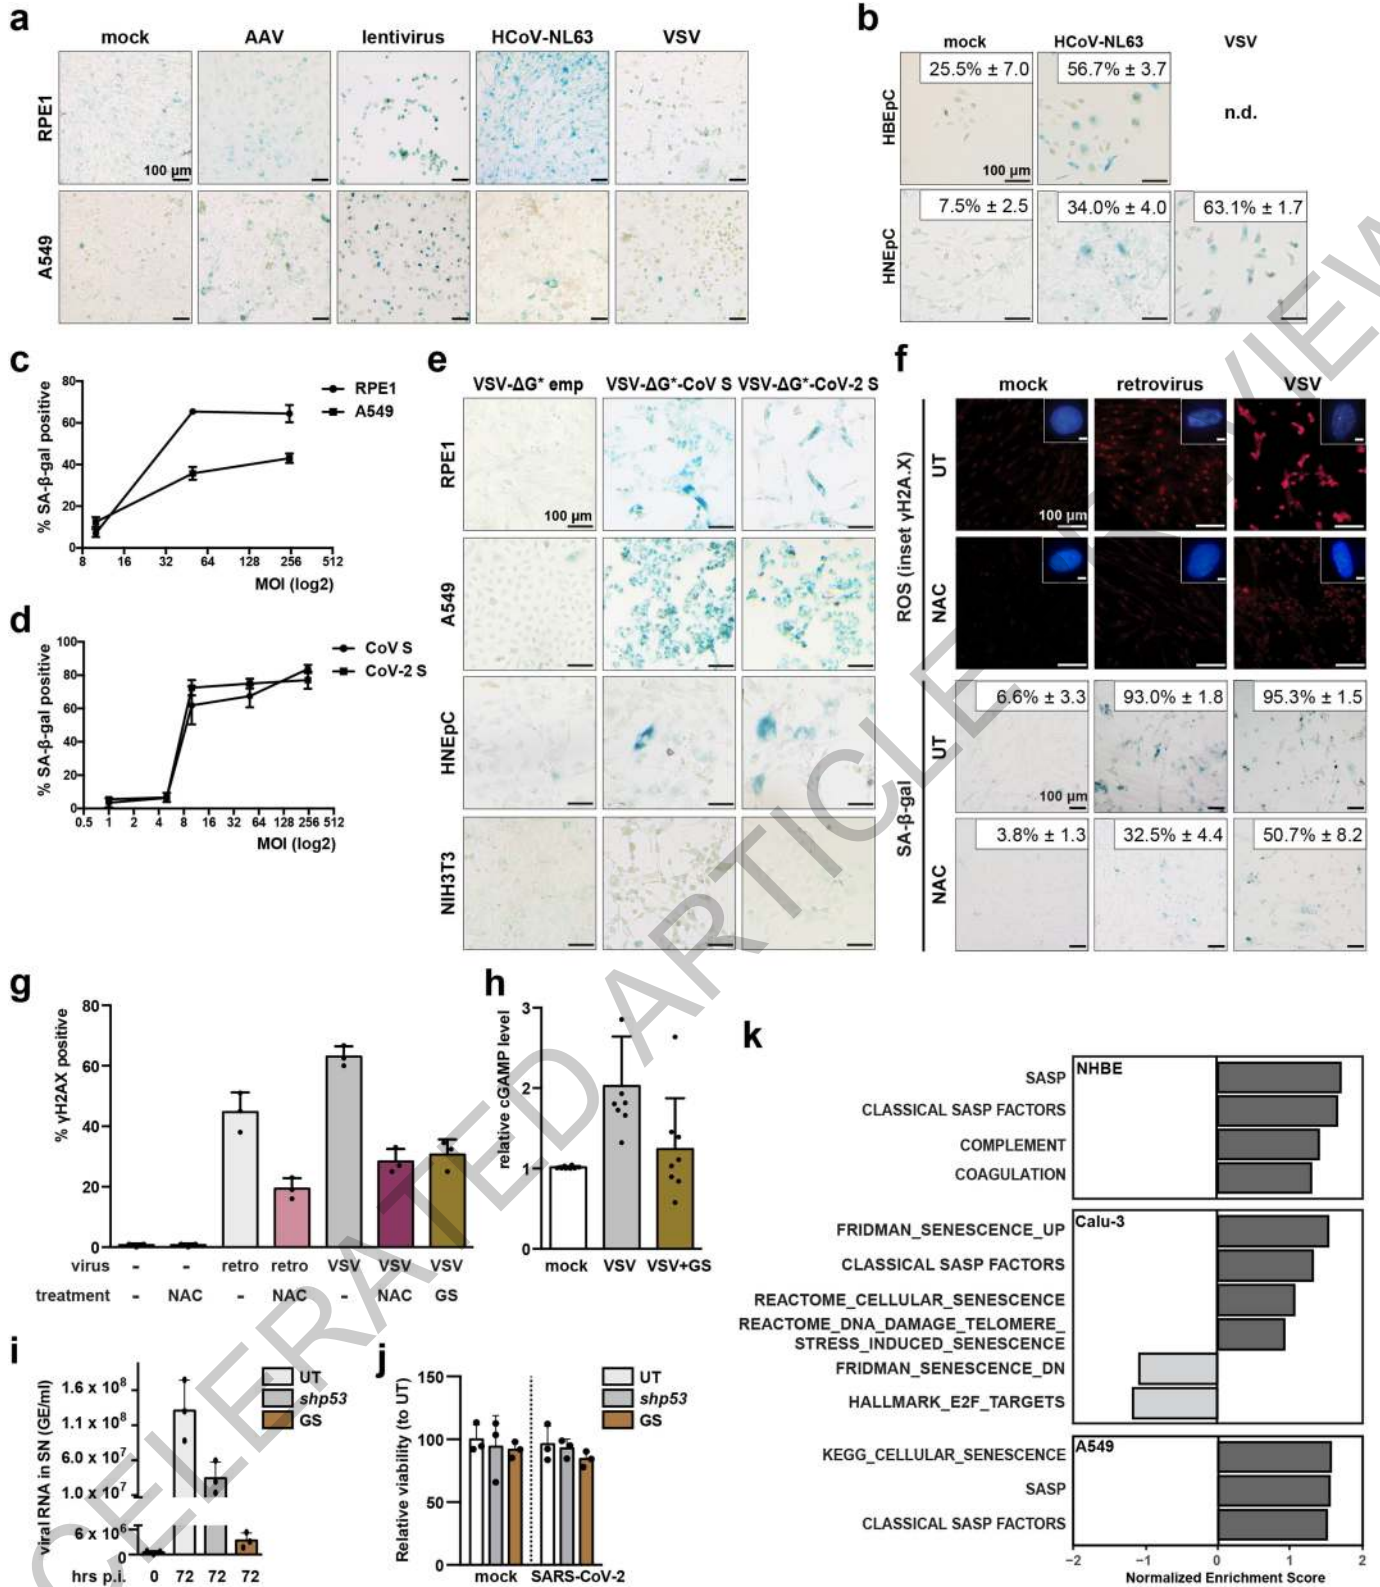 a
mock AAV lentivirus HCoV-NL63 VSV
RPE1
100 µm
A549
b
mock HCoV-NL63 VSV
HBEpC
25.5% ± 7.0 56.7% ± 3.7
n.d.
100 µm
HNEpC
7.5% ± 2.5 34.0% ± 4.0 63.1% ± 1.7
c
% SA-β-gal positive
80
60
40
20
0
8 16 32 64 128 256 512
MOI (log2)
RPE1
A549
d
% SA-β-gal positive
100
80
60
40
20
0
0.5 1 2 4 8 16 32 64 128 256 512
MOI (log2)
CoV S
CoV-2 S
e
VSV-ΔG* emp VSV-ΔG*-CoV S VSV-ΔG*-CoV-2 S
RPE1
100 µm
A549
HNEpC
NIH3T3
f
mock retrovirus VSV
ROS (inset γH2A.X)
UT
100 µm
NAC
SA-β-gal
UT
6.6% ± 3.3 93.0% ± 1.8 95.3% ± 1.5
100 µm
NAC
3.8% ± 1.3 32.5% ± 4.4 50.7% ± 8.2
g
% γH2AX positive
80
60
40
20
0
virus - - retro retro VSV VSV VSV
treatment - NAC - NAC - NAC GS
h
relative cGAMP level
3
2
1
0
mock VSV VSV+GS
i
viral RNA in SN (GE/ml)
1.6 x 10⁸
1.1 x 10⁸
6.0 x 10⁷
1.0 x 10⁷
6 x 10⁶
0
hrs p.i. 0 72 72 72
UT
shp53
GS
j
Relative viability (to UT)
150
100
50
0
mock SARS-CoV-2
UT
shp53
GS
k
NHBE
SASP
CLASSICAL SASP FACTORS
COMPLEMENT
COAGULATION
Calu-3
FRIDMAN_SENESCENCE_UP
CLASSICAL SASP FACTORS
REACTOME_CELLULAR_SENESCENCE
REACTOME_DNA_DAMAGE_TELOMERE_
STRESS_INDUCED_SENESCENCE
FRIDMAN_SENESCENCE_DN
HALLMARK_E2F_TARGETS
A549
KEGG_CELLULAR_SENESCENCE
SASP
CLASSICAL SASP FACTORS
−2 −1 0 1 2
Normalized Enrichment Score
CELERATED ARTICLE
VIEW